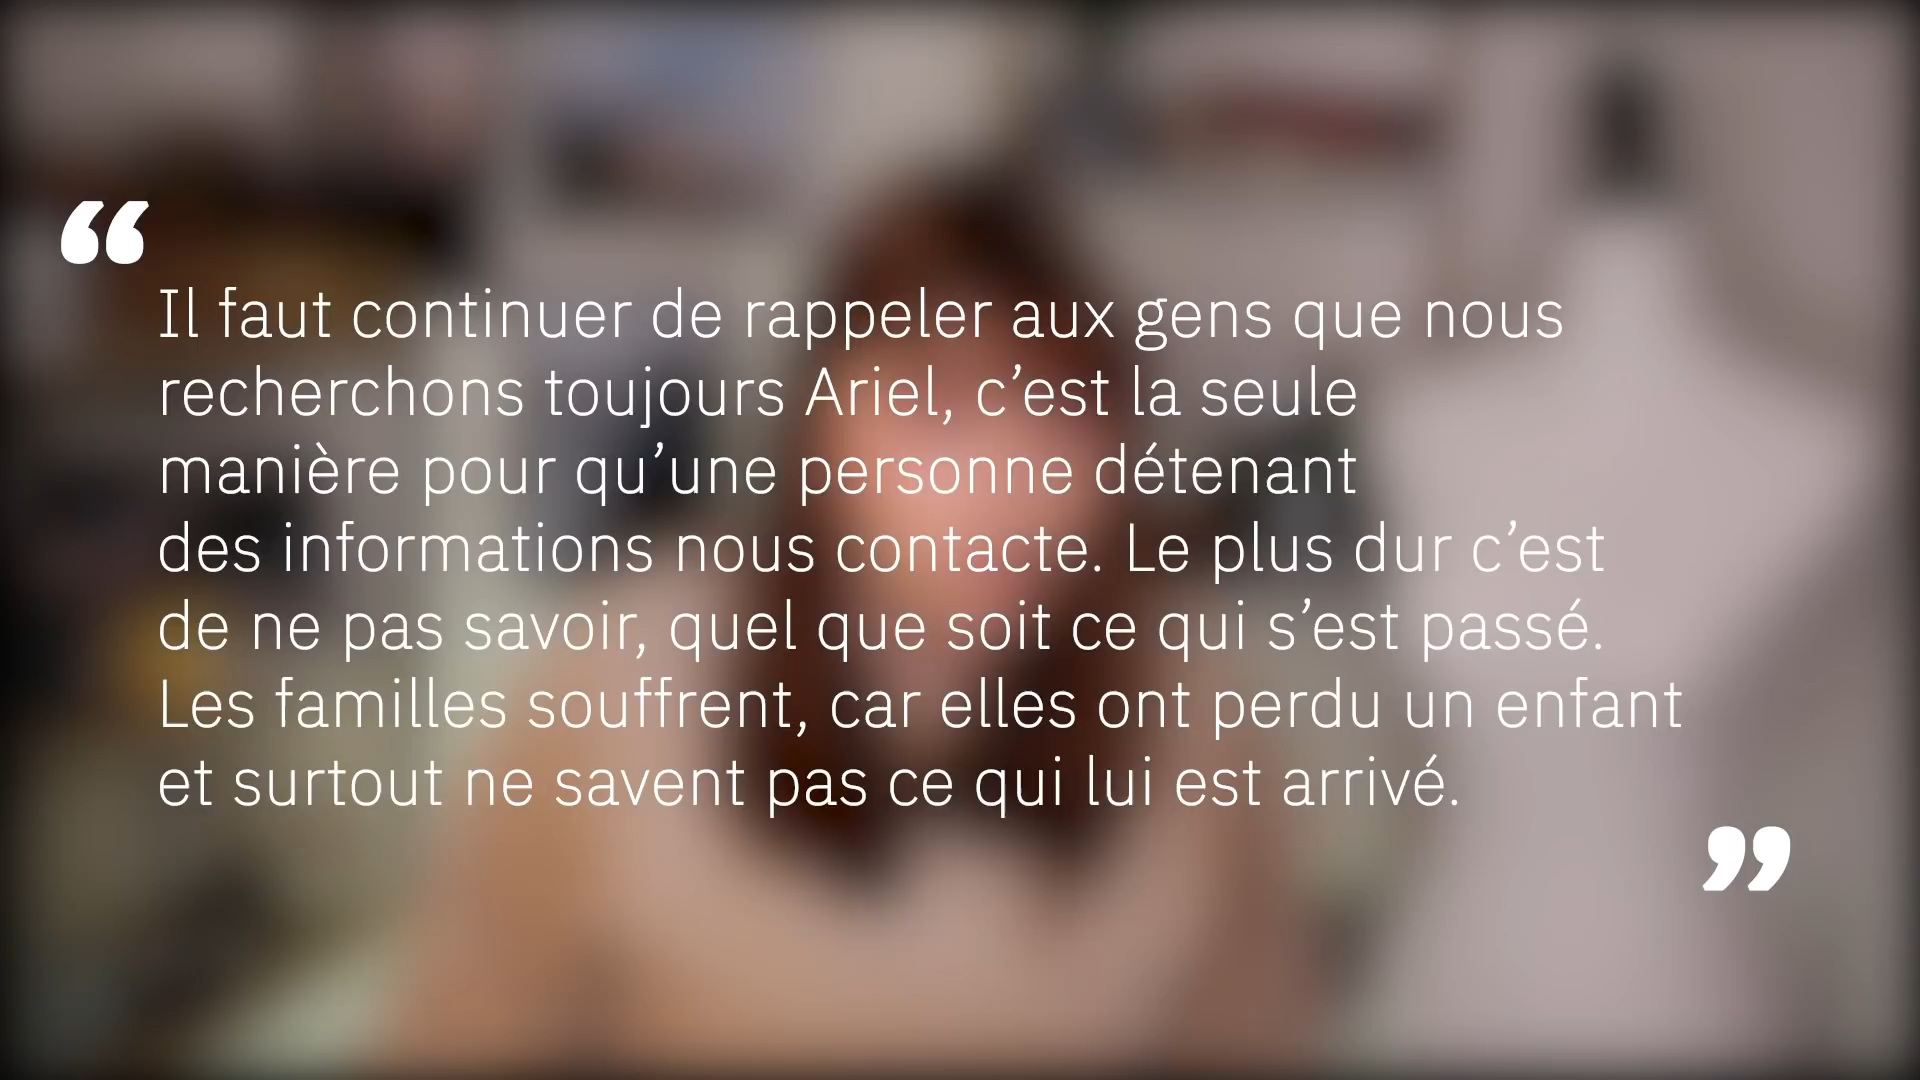 “
Il faut continuer de rappeler aux gens que nous
recherchons toujours Ariel, c’est la seule
manière pour qu’une personne détenant
des informations nous contacte. Le plus dur c’est
de ne pas savoir, quel que soit ce qui s’est passé.
Les familles souffrent, car elles ont perdu un enfant
et surtout ne savent pas ce qui lui est arrivé.
”